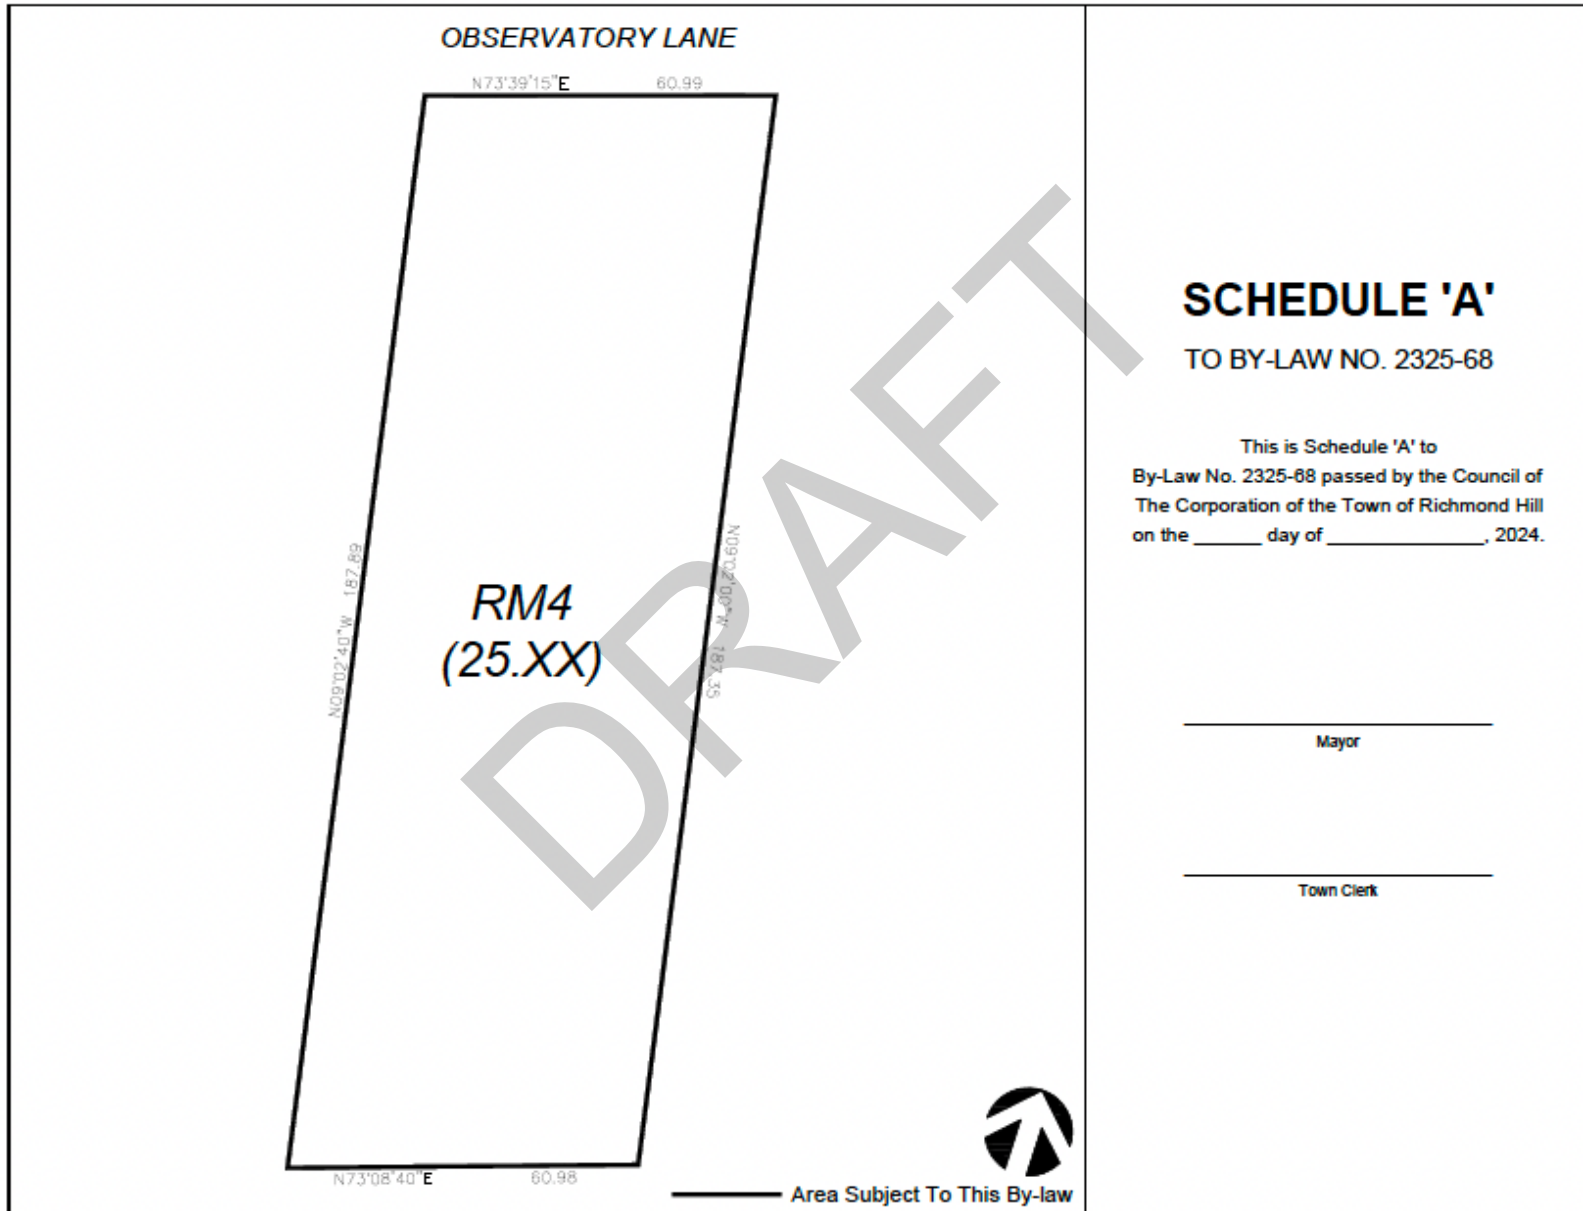 OBSERVATORY LANE
N73°39'15"E 60.99
N09°02'40"W 187.89
RM4
(25.XX)
N09°02'00"W 187.35
DRAFT
N73°08'40"E 60.98
Area Subject To This By-law
SCHEDULE 'A'
TO BY-LAW NO. 2325-68
This is Schedule 'A' to
By-Law No. 2325-68 passed by the Council of
The Corporation of the Town of Richmond Hill
on the ______ day of ______________, 2024.
Mayor
Town Clerk